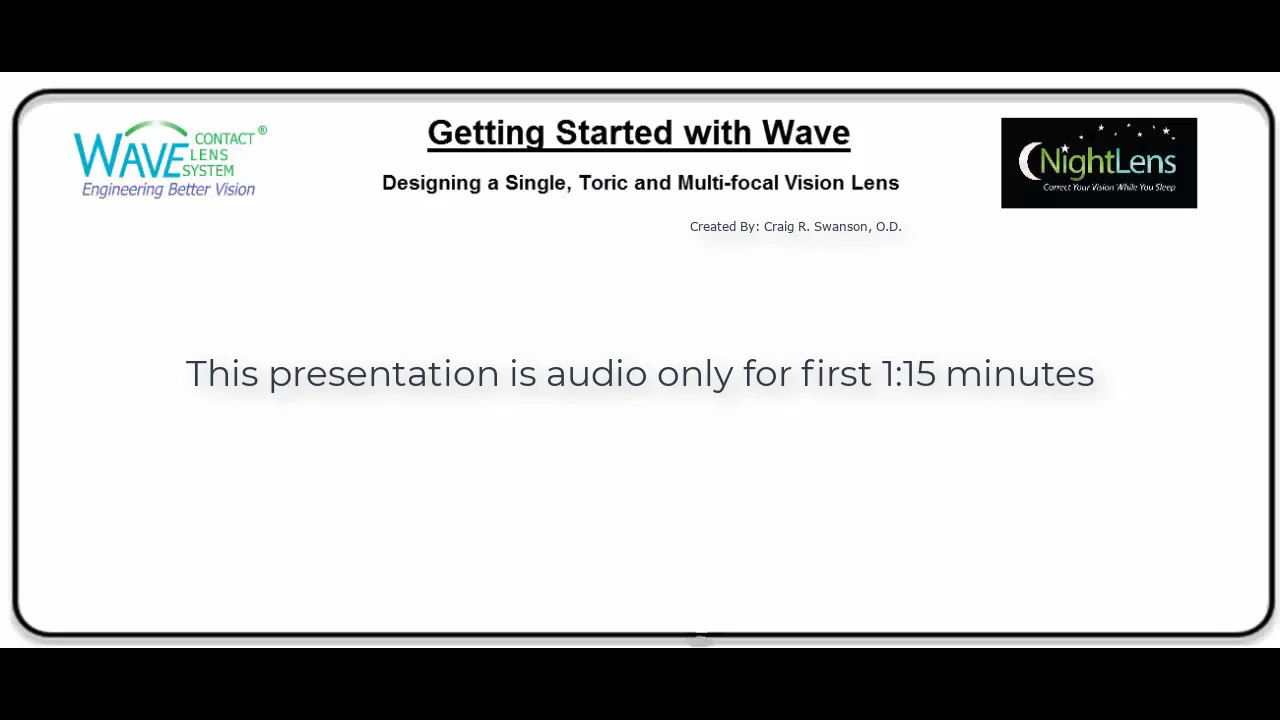 WAVE CONTACT ®
LENS
SYSTEM
Engineering Better Vision
Getting Started with Wave
Designing a Single, Toric and Multi-focal Vision Lens
Created By: Craig R. Swanson, O.D.
NightLens
Correct Your Vision While You Sleep
This presentation is audio only for first 1:15 minutes